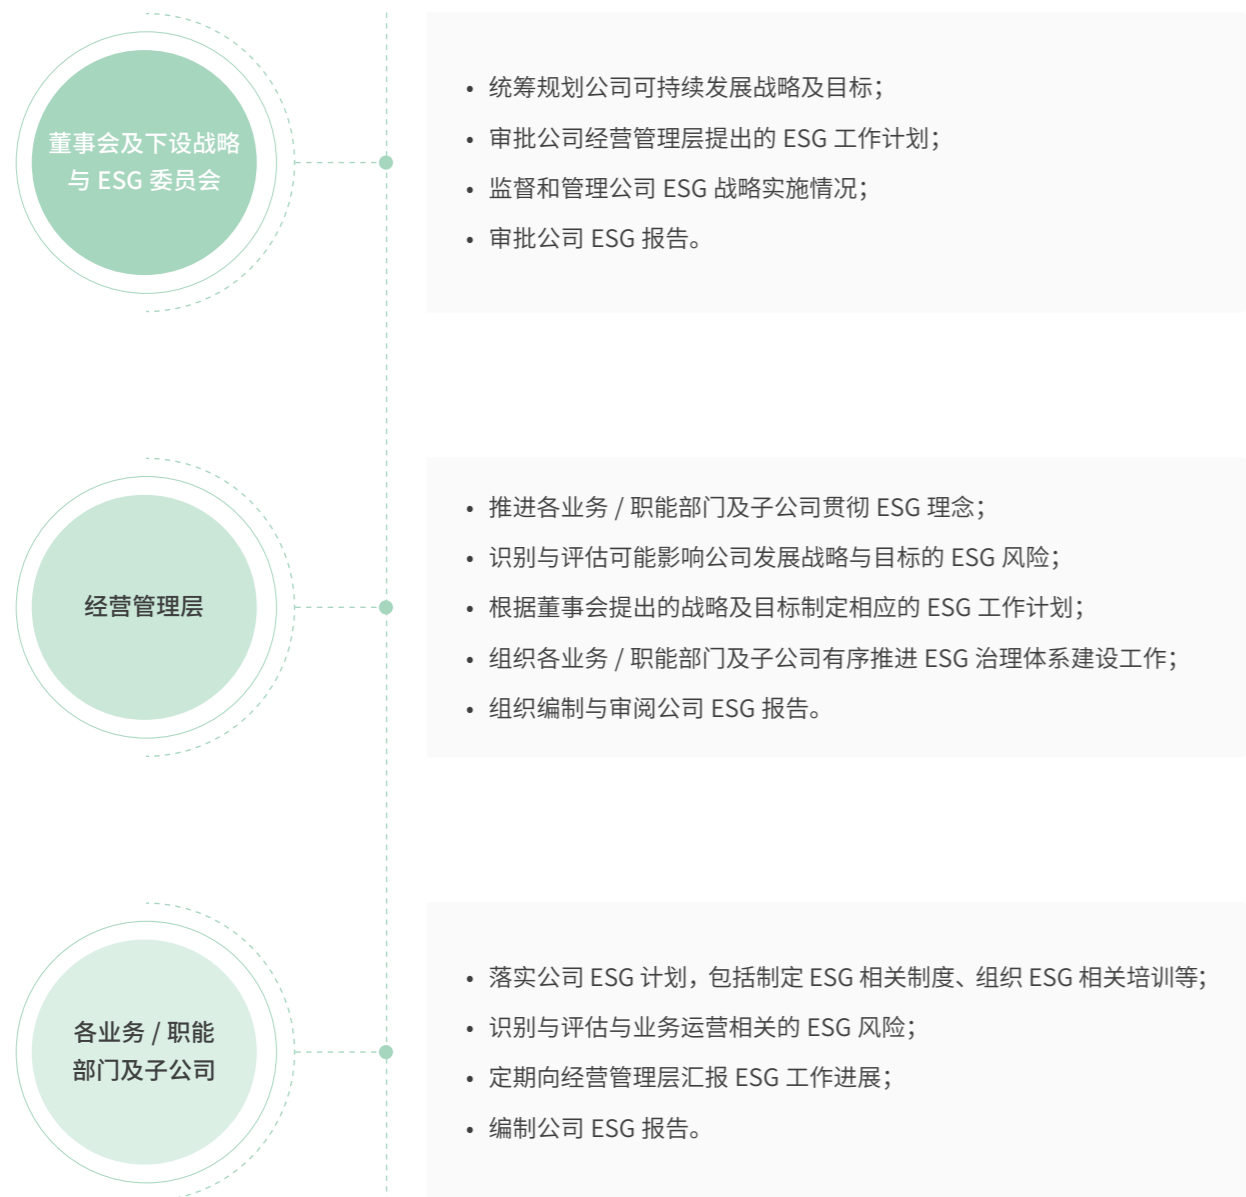 董事会及下设战略
与 ESG 委员会
• 统筹规划公司可持续发展战略及目标；
• 审批公司经营管理层提出的 ESG 工作计划；
• 监督和管理公司 ESG 战略实施情况；
• 审批公司 ESG 报告。
经营管理层
• 推进各业务 / 职能部门及子公司贯彻 ESG 理念；
• 识别与评估可能影响公司发展战略与目标的 ESG 风险；
• 根据董事会提出的战略及目标制定相应的 ESG 工作计划；
• 组织各业务 / 职能部门及子公司有序推进 ESG 治理体系建设工作；
• 组织编制与审阅公司 ESG 报告。
各业务 / 职能
部门及子公司
• 落实公司 ESG 计划，包括制定 ESG 相关制度、组织 ESG 相关培训等；
• 识别与评估与业务运营相关的 ESG 风险；
• 定期向经营管理层汇报 ESG 工作进展；
• 编制公司 ESG 报告。